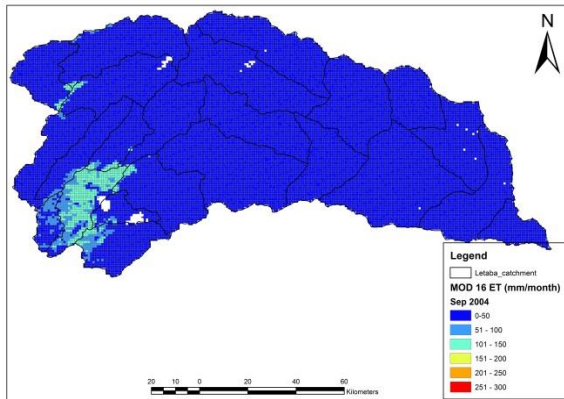 N
Legend
Letaba_catchment
MOD 16 ET (mm/month)
Sep 2004
0-50
51 - 100
101 - 150
151 - 200
201 - 250
251 - 300
20 10 0 20 40 60
Kilometers